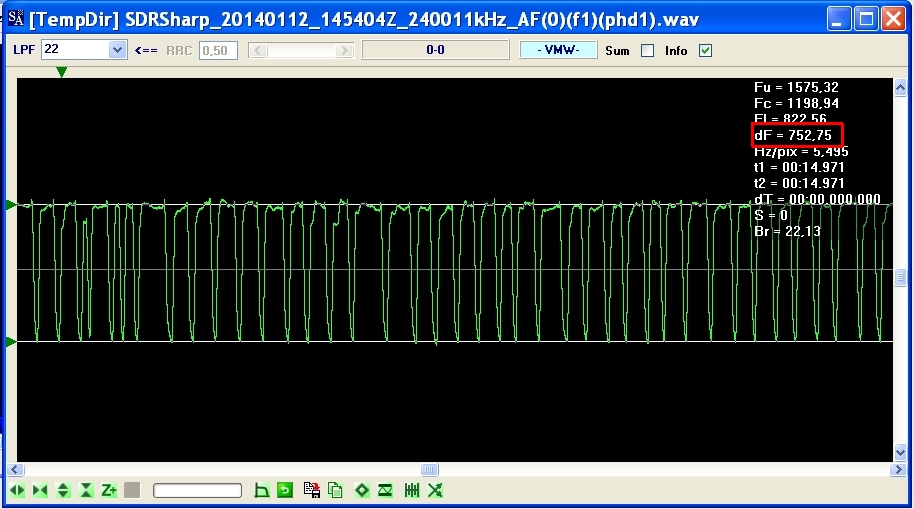 [TempDir] SDRSharp_20140112_145404Z_240011kHz_AF(0)(f1)(phd1).wav
LPF 22 <== RRC 0,50 0-0 - VMW- Sum Info
Fu = 1575,32
Fc = 1198,94
Fl = 822,56
dF = 752,75
Hz/pix = 5,495
t1 = 00:14.971
t2 = 00:14.971
dT = 00:00,000.000
S = 0
Br = 22,13
Z+